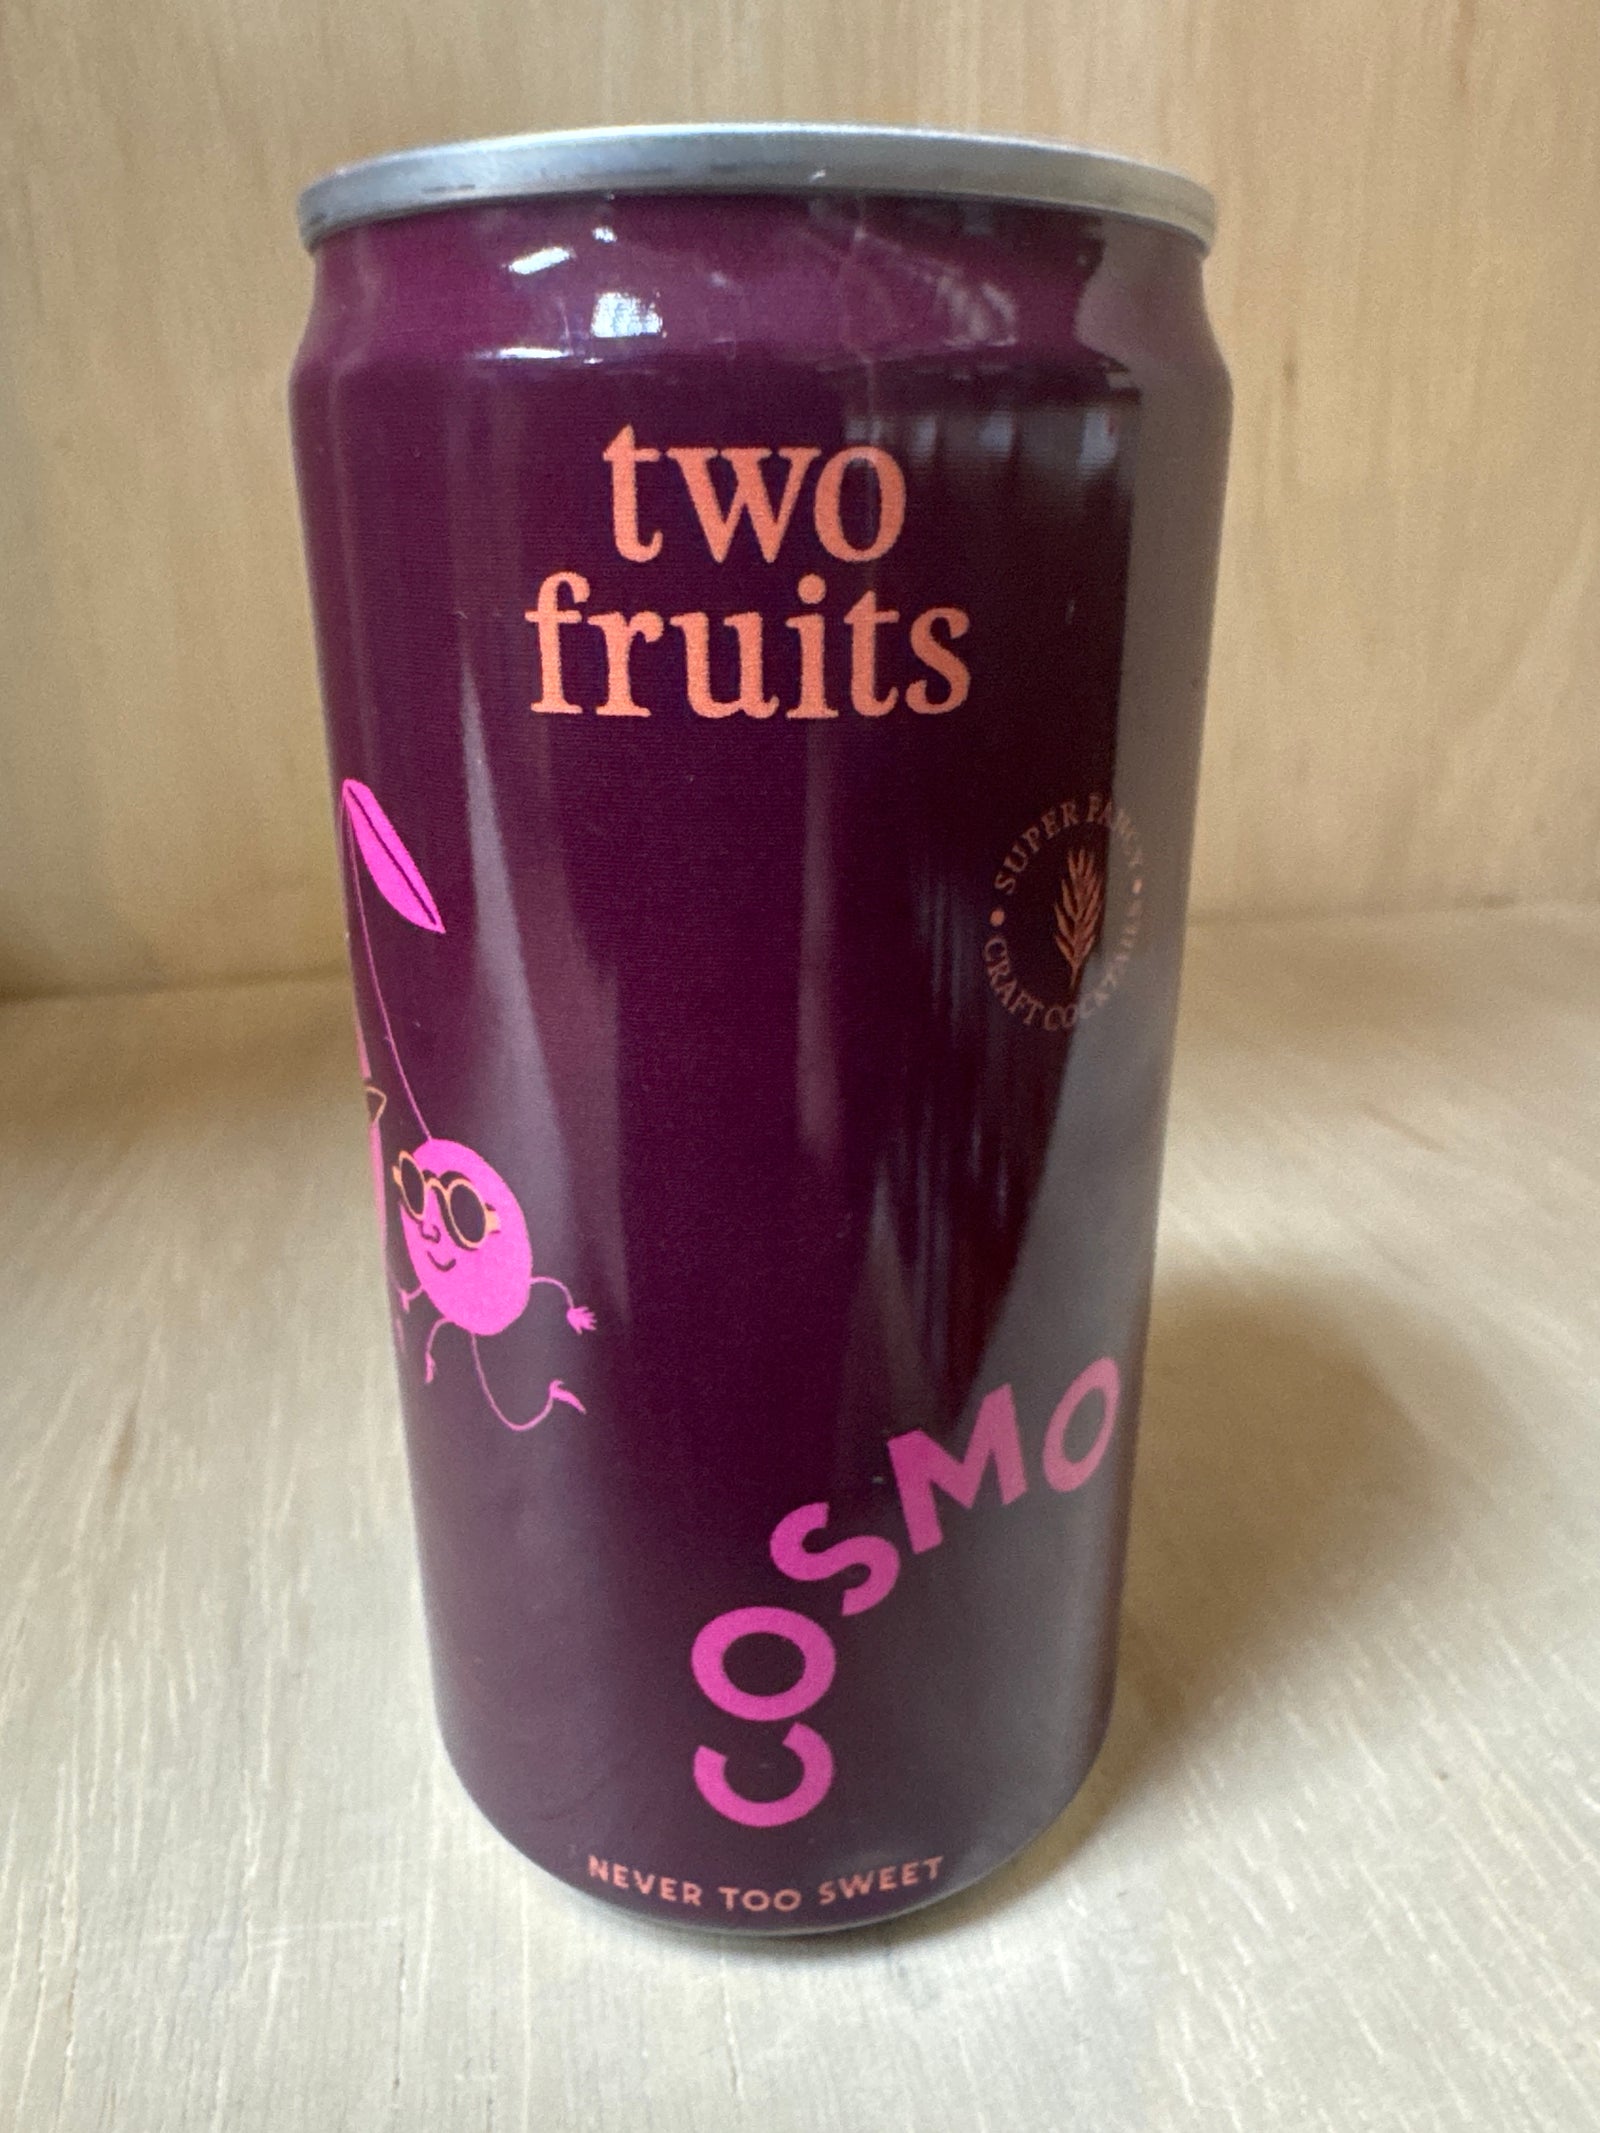 two
fruits
SUPER FANCY
CRAFT COCKTAILS
COSMO
NEVER TOO SWEET